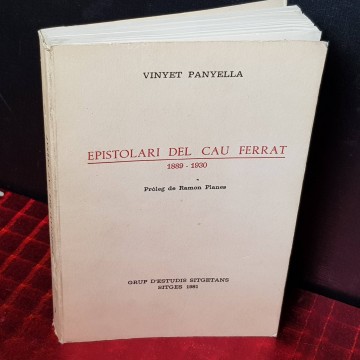 VINYET PANYELLA
EPISTOLARI DEL CAU FERRAT
1889 - 1930
Pròleg de Ramon Planes
GRUP D'ESTUDIS SITGETANS
SITGES 1981